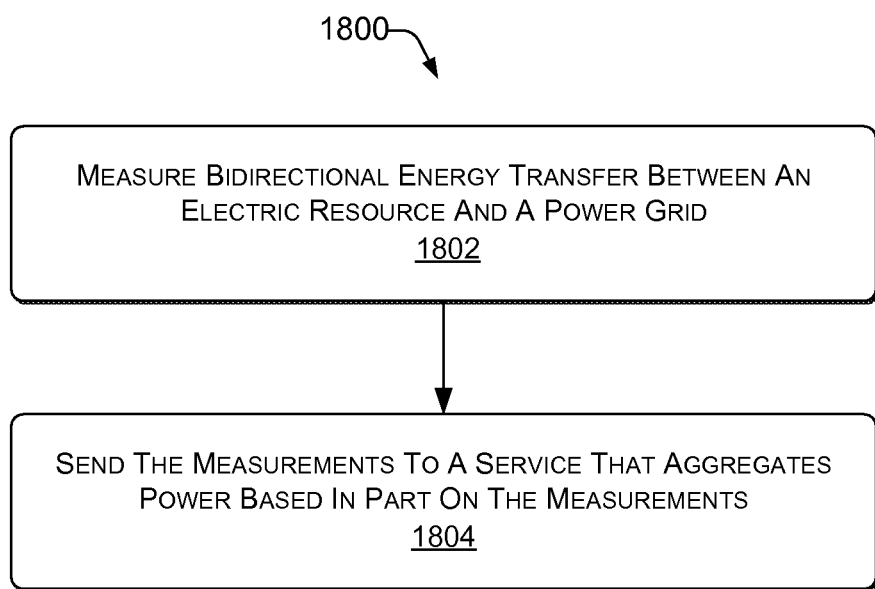 1800
MEASURE BIDIRECTIONAL ENERGY TRANSFER BETWEEN AN
ELECTRIC RESOURCE AND A POWER GRID
1802
SEND THE MEASUREMENTS TO A SERVICE THAT AGGREGATES
POWER BASED IN PART ON THE MEASUREMENTS
1804